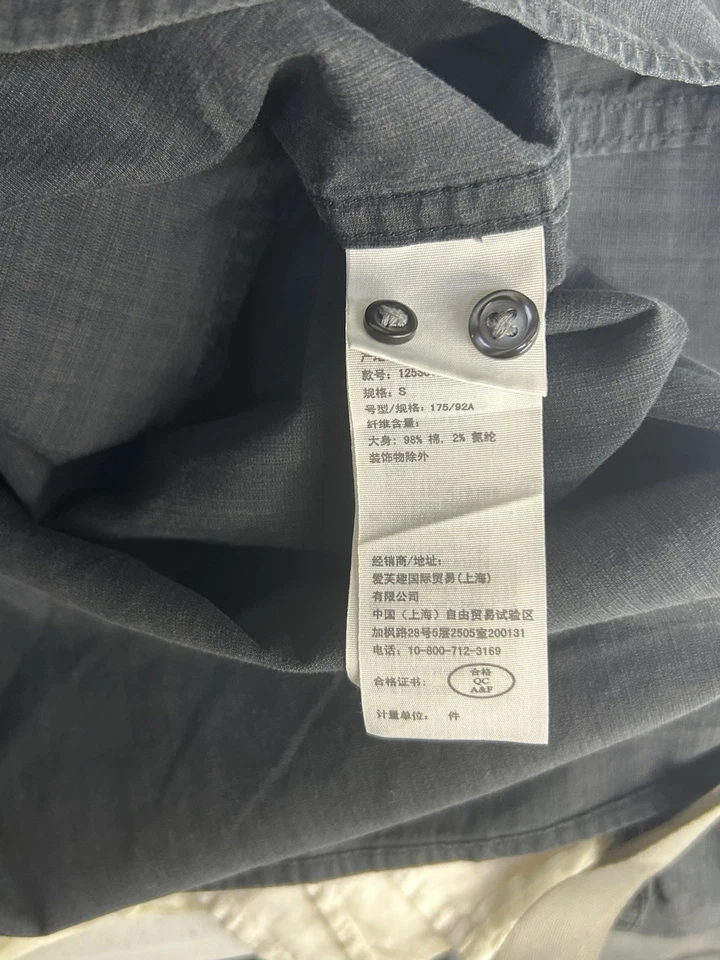 款号: 1253
规格: S
号型/规格: 175/92A
纤维含量:
大身: 98% 棉, 2% 氨纶
装饰物除外
经销商/地址:
爱芙趣国际贸易(上海)
有限公司
中国（上海）自由贸易试验区
加枫路28号5层2505室200131
电话: 10-800-712-3169
合格证书:
合格
QC
A&F
计量单位: 件